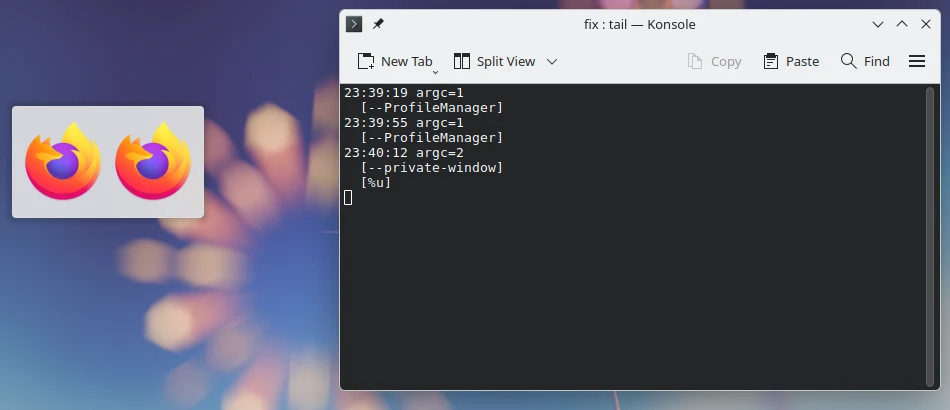 fix : tail — Konsole
New Tab Split View Copy Paste Find
23:39:19 argc=1
[--ProfileManager]
23:39:55 argc=1
[--ProfileManager]
23:40:12 argc=2
[--private-window]
[%u]